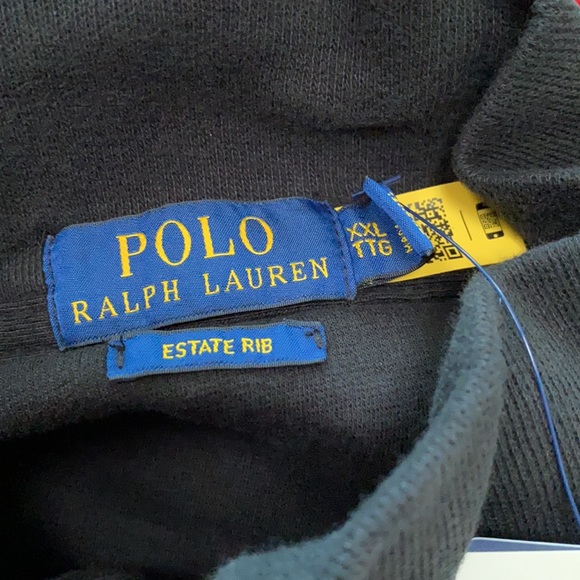 POLO
RALPH LAUREN
XXL
TTG
ESTATE RIB